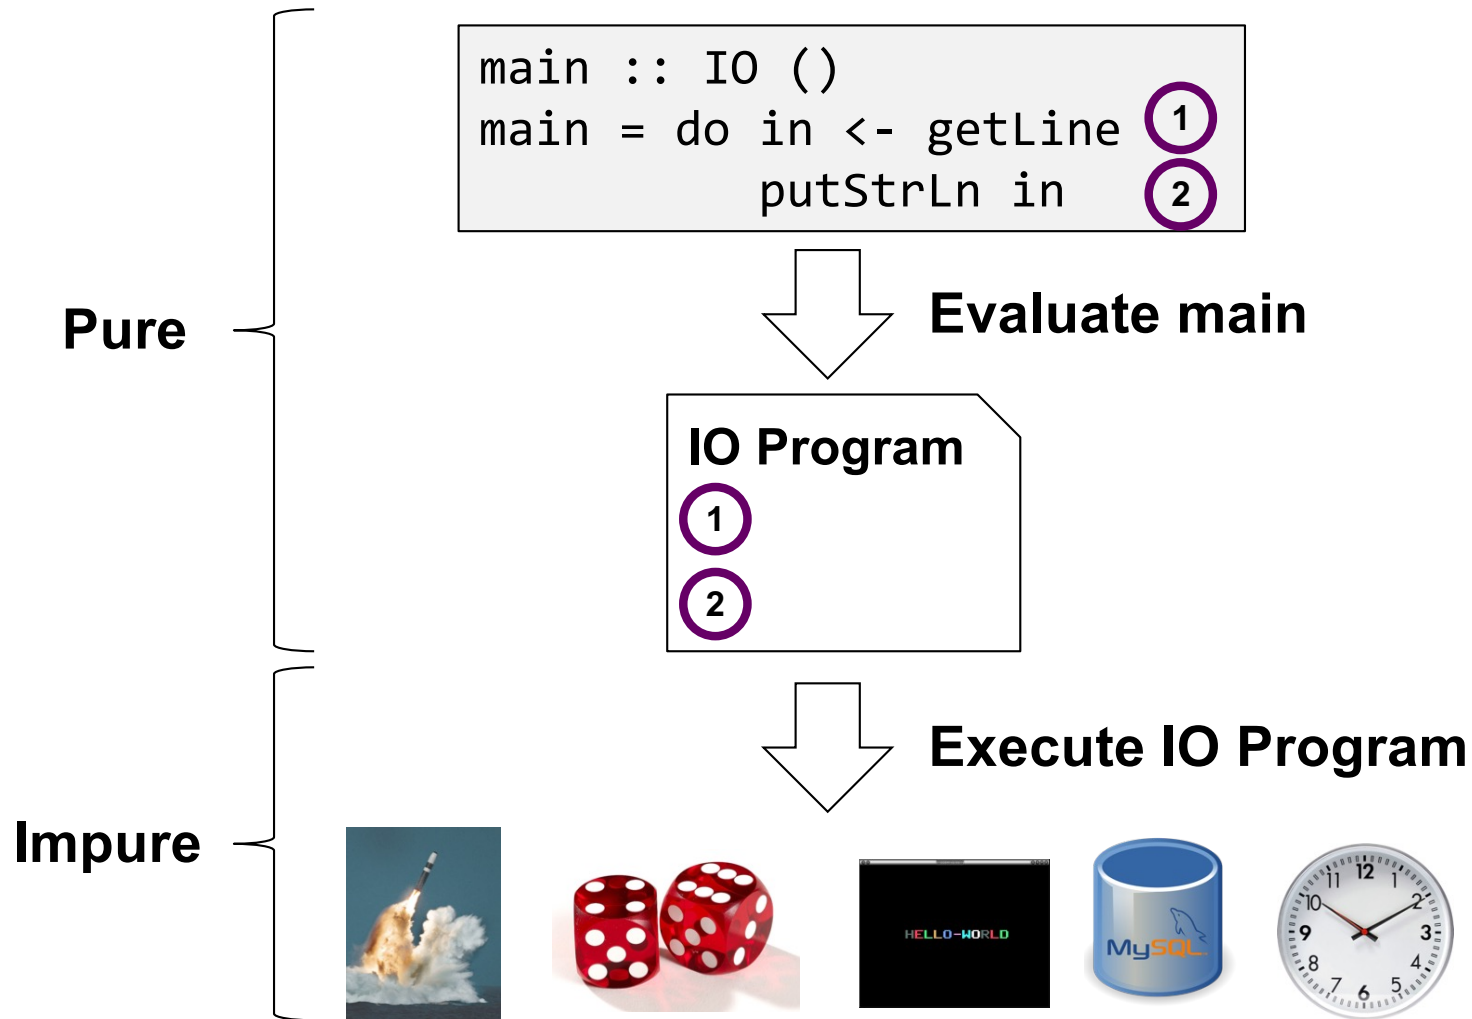 main :: IO ()
main = do in <- getLine 1
putStrLn in 2
Pure
Evaluate main
IO Program
1
2
Execute IO Program
Impure
HELLO-WORLD
MySQL
12
1
2
3
4
5
6
7
8
9
10
11